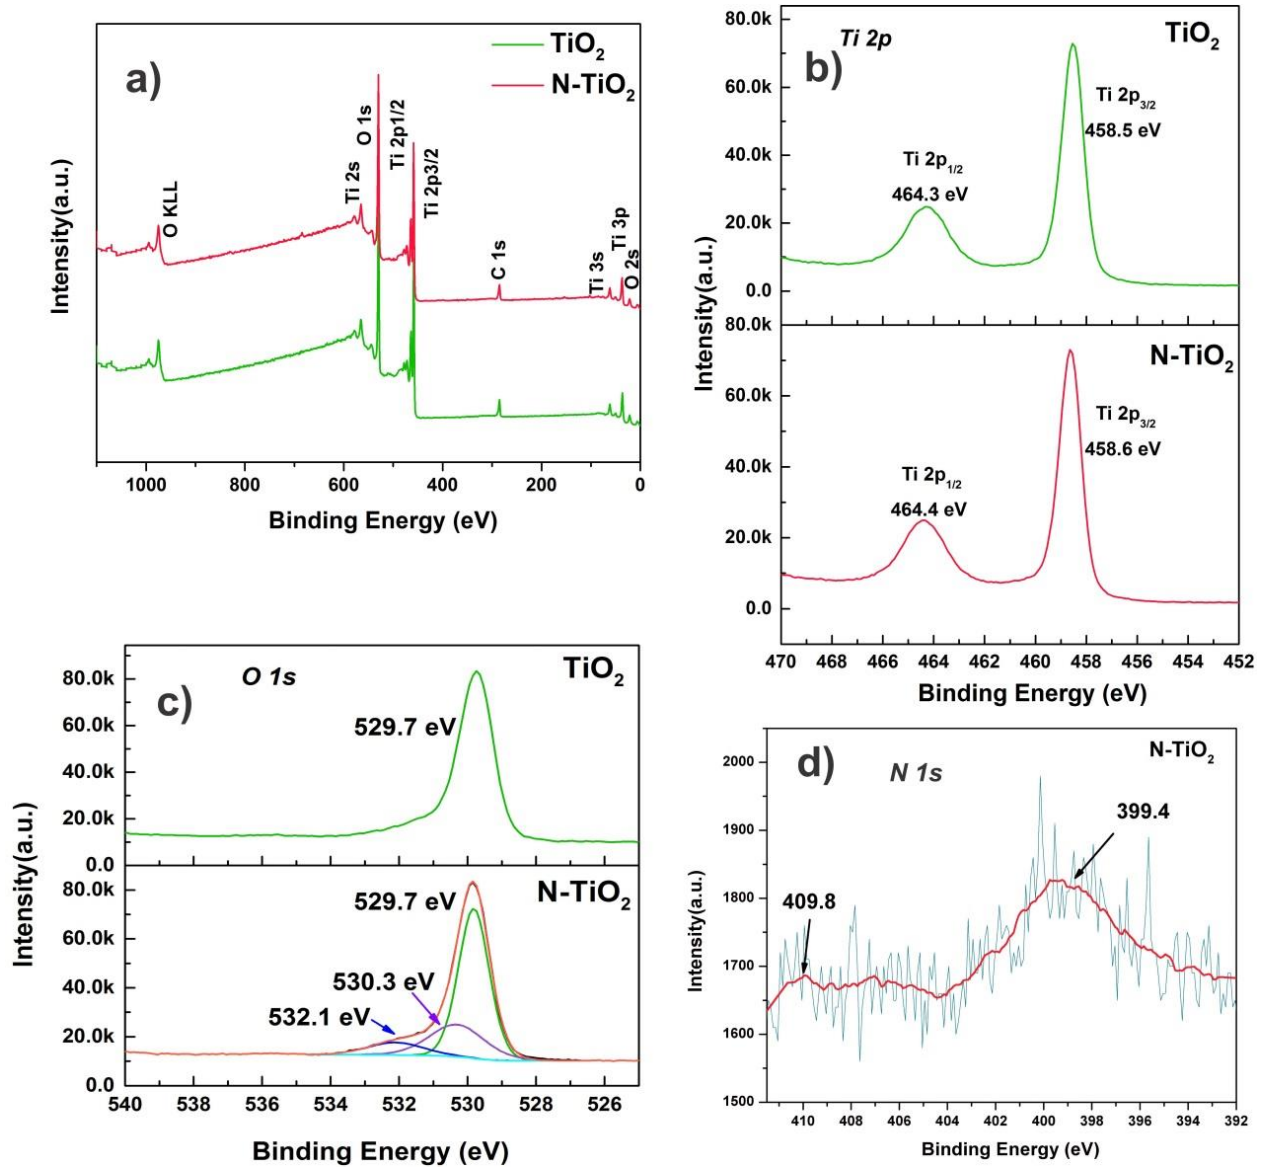 a)
TiO2
N-TiO2
O KLL
Ti 2s
O 1s
Ti 2p1/2
Ti 2p3/2
C 1s
Ti 3s
Ti 3p
O 2s
Intensity(a.u.)
1000 800 600 400 200 0
Binding Energy (eV)
b)
Ti 2p
TiO2
80.0k
60.0k
40.0k
20.0k
0.0
Ti 2p3/2
458.5 eV
Ti 2p1/2
464.3 eV
Intensity(a.u.)
N-TiO2
80.0k
60.0k
40.0k
20.0k
0.0
Ti 2p3/2
458.6 eV
Ti 2p1/2
464.4 eV
470 468 466 464 462 460 458 456 454 452
Binding Energy (eV)
c)
O 1s
TiO2
80.0k
60.0k
40.0k
20.0k
0.0
529.7 eV
Intensity(a.u.)
N-TiO2
80.0k
60.0k
40.0k
20.0k
0.0
529.7 eV
530.3 eV
532.1 eV
540 538 536 534 532 530 528 526
Binding Energy (eV)
d)
N 1s
N-TiO2
2000
1900
1800
1700
1600
1500
399.4
409.8
Intensity(a.u.)
410 408 406 404 402 400 398 396 394 392
Binding Energy (eV)